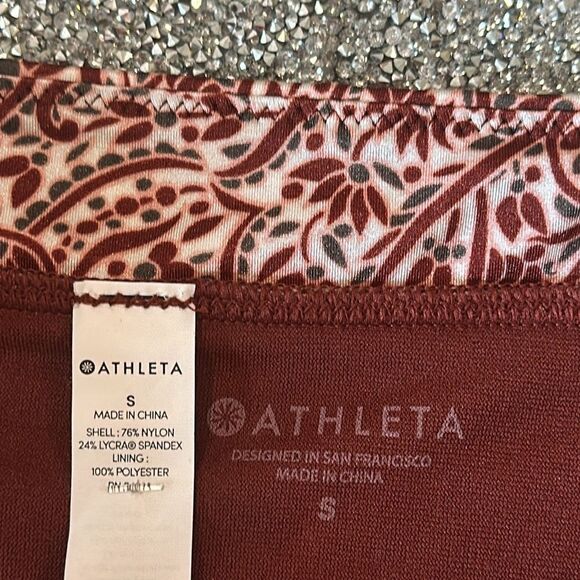 ATHLETA
S
MADE IN CHINA
SHELL : 76% NYLON
24% LYCRA® SPANDEX
LINING :
100% POLYESTER
ATHLETA
DESIGNED IN SAN FRANCISCO
MADE IN CHINA
S